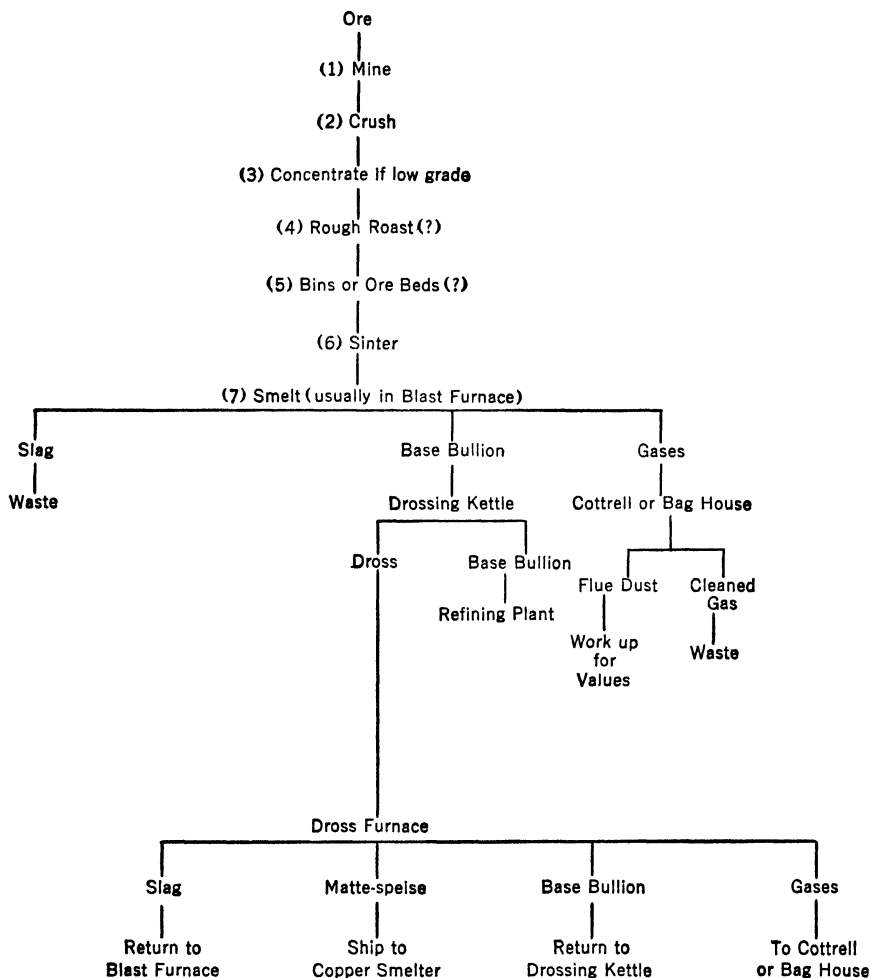 Ore
(1) Mine
(2) Crush
(3) Concentrate if low grade
(4) Rough Roast (?)
(5) Bins or Ore Beds (?)
(6) Sinter
(7) Smelt (usually in Blast Furnace)
Slag
Base Bullion
Gases
Waste
Drossing Kettle
Cottrell or Bag House
Dross
Base Bullion
Flue Dust
Cleaned
Gas
Refining Plant
Work up
for
Values
Waste
Dross Furnace
Slag
Matte-speise
Base Bullion
Gases
Return to
Blast Furnace
Ship to
Copper Smelter
Return to
Drossing Kettle
To Cottrell
or Bag House